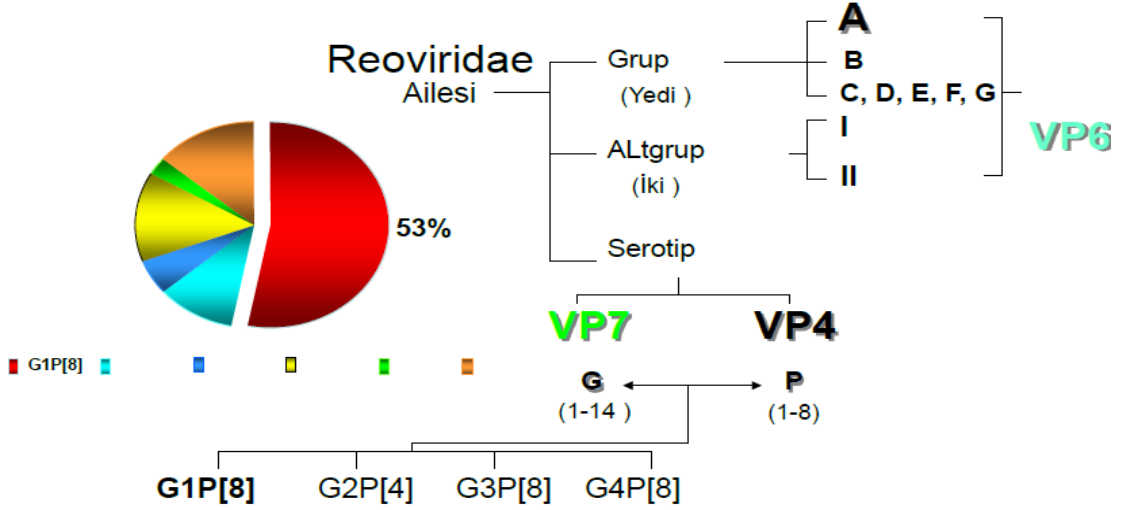 Reoviridae
Ailesi
Grup
(Yedi )
A
B
C, D, E, F, G
VP6
ALtgrup
(İki )
I
II
Serotip
53%
VP7
VP4
G1P[8]
G
P
(1-14 )
(1-8)
G1P[8]
G2P[4]
G3P[8]
G4P[8]